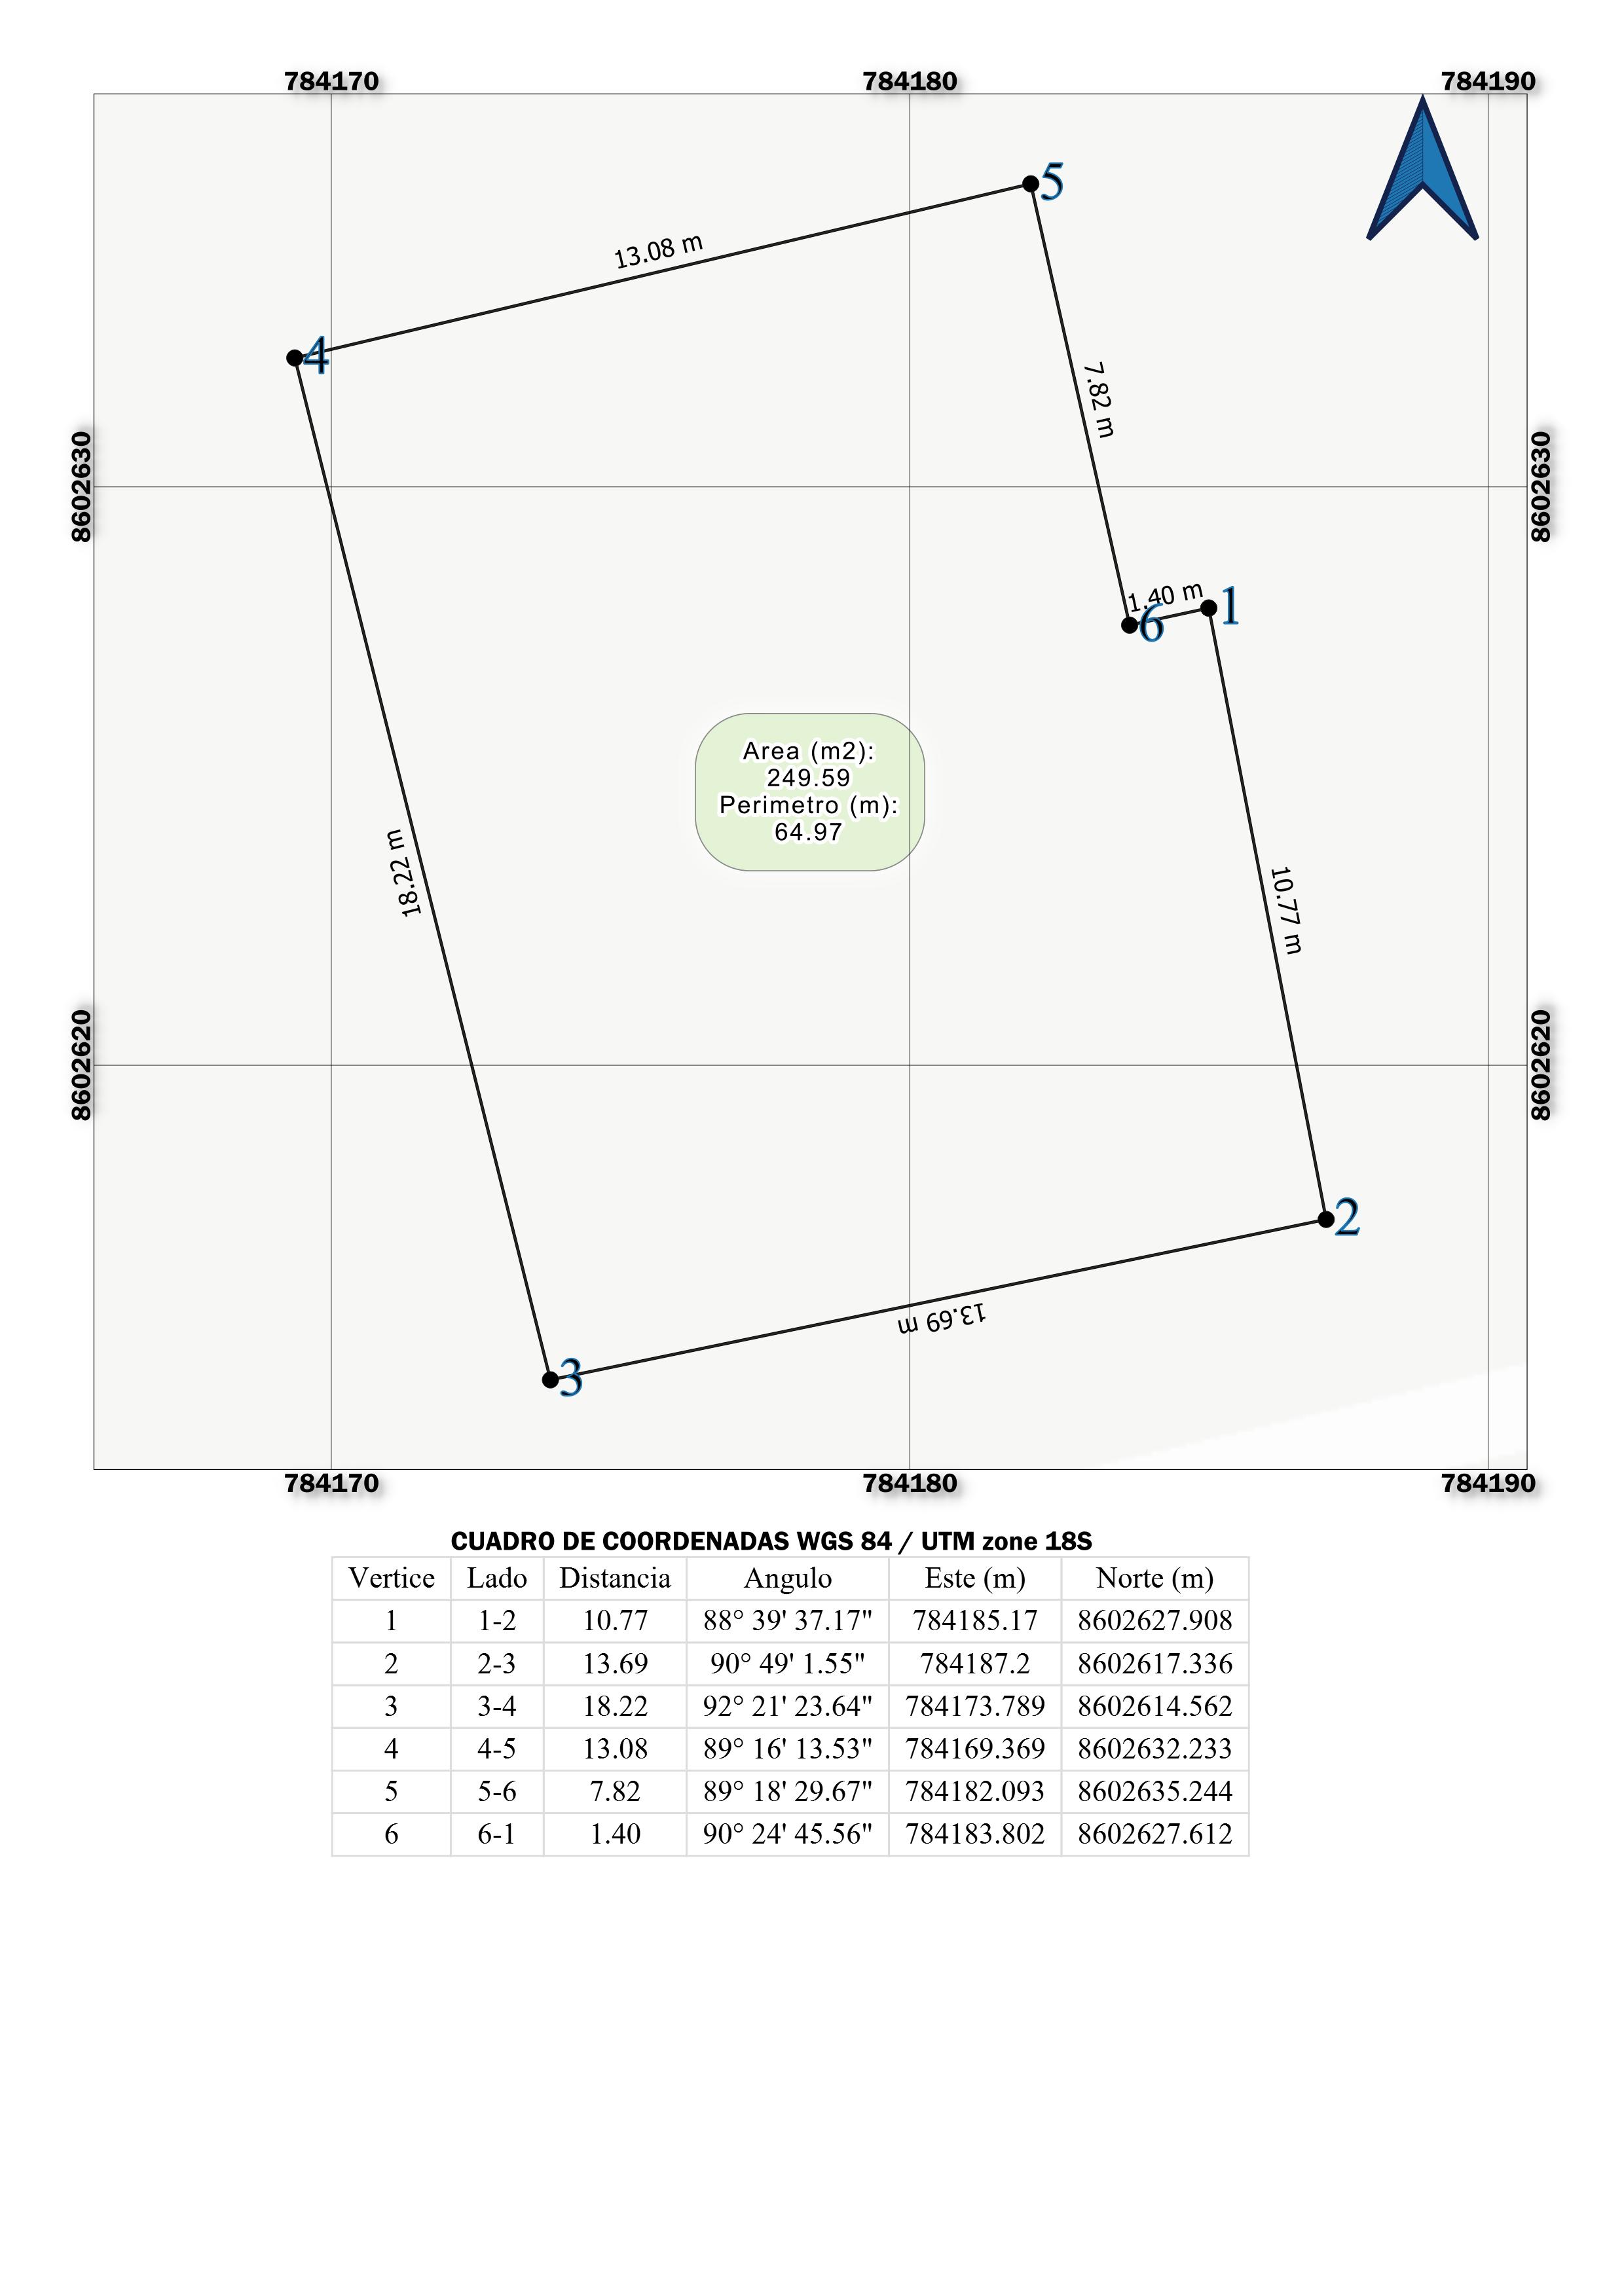 784170 784180 784190
5
13.08 m
4
7.82 m
8602630 8602630
1.40 m
1
6
Area (m2):
249.59
Perimetro (m):
64.97
18.22 m
10.77 m
8602620 8602620
2
13.69 m
3
784170 784180 784190
CUADRO DE COORDENADAS WGS 84 / UTM zone 18S
Vertice Lado Distancia Angulo Este (m) Norte (m)
1 1-2 10.77 88° 39' 37.17" 784185.17 8602627.908
2 2-3 13.69 90° 49' 1.55" 784187.2 8602617.336
3 3-4 18.22 92° 21' 23.64" 784173.789 8602614.562
4 4-5 13.08 89° 16' 13.53" 784169.369 8602632.233
5 5-6 7.82 89° 18' 29.67" 784182.093 8602635.244
6 6-1 1.40 90° 24' 45.56" 784183.802 8602627.612